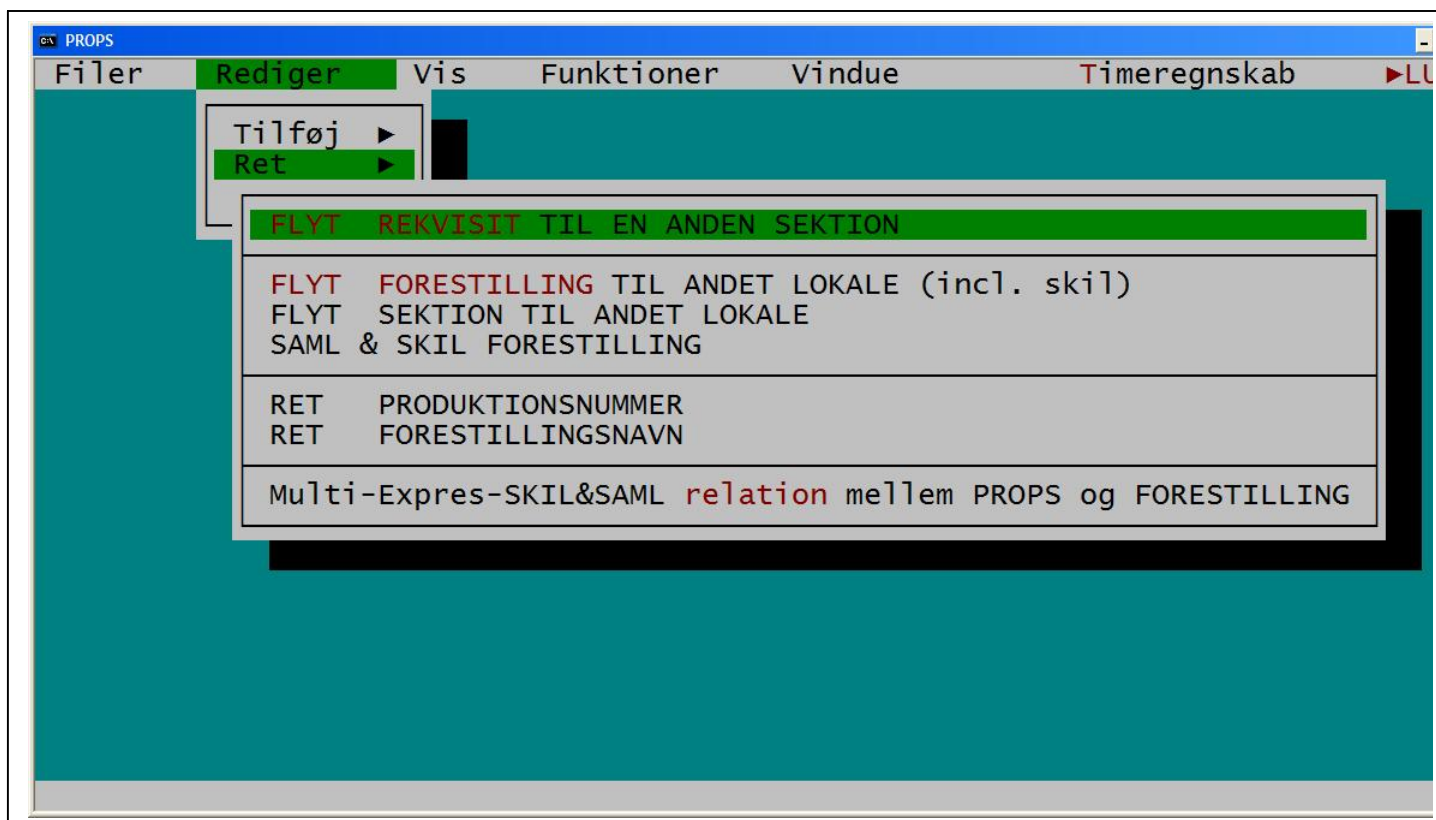 PROPS
Filer Rediger Vis Funktioner Vindue Timeregnskab ►LU
Tilføj ►
Ret ►
FLYT REKVISIT TIL EN ANDEN SEKTION
FLYT FORESTILLING TIL ANDET LOKALE (incl. skil)
FLYT SEKTION TIL ANDET LOKALE
SAML & SKIL FORESTILLING
RET PRODUKTIONSNUMMER
RET FORESTILLINGSNAVN
Multi-Expres-SKIL&SAML relation mellem PROPS og FORESTILLING